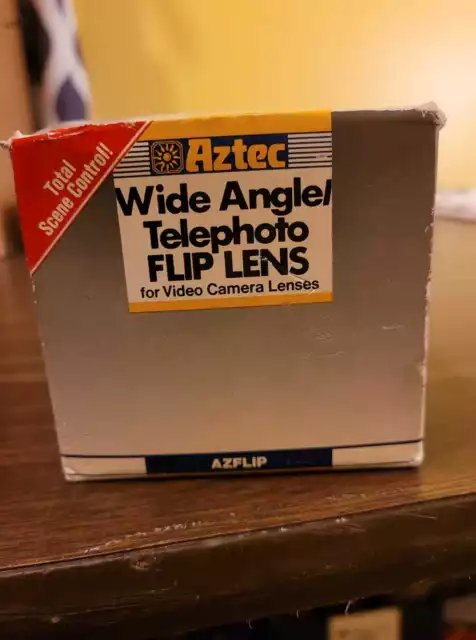 Total
Scene Control!
Aztec
Wide Angle/
Telephoto
FLIP LENS
for Video Camera Lenses
AZFLIP